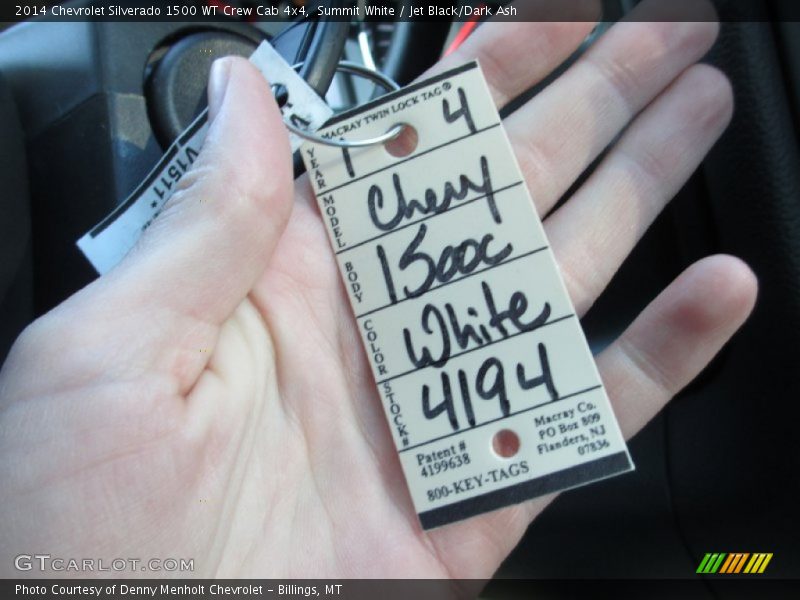 2014 Chevrolet Silverado 1500 WT Crew Cab 4x4, Summit White / Jet Black/Dark Ash
MACRAY TWIN LOCK TAG®
YEAR 14
MODEL Chevy
BODY 1500c
COLOR White
STOCK# 4194
Patent #
4199638
Macray Co.
PO Box 809
Flanders, NJ
07836
800-KEY-TAGS
V1511*
GTCARLOT.COM
Photo Courtesy of Denny Menholt Chevrolet – Billings, MT